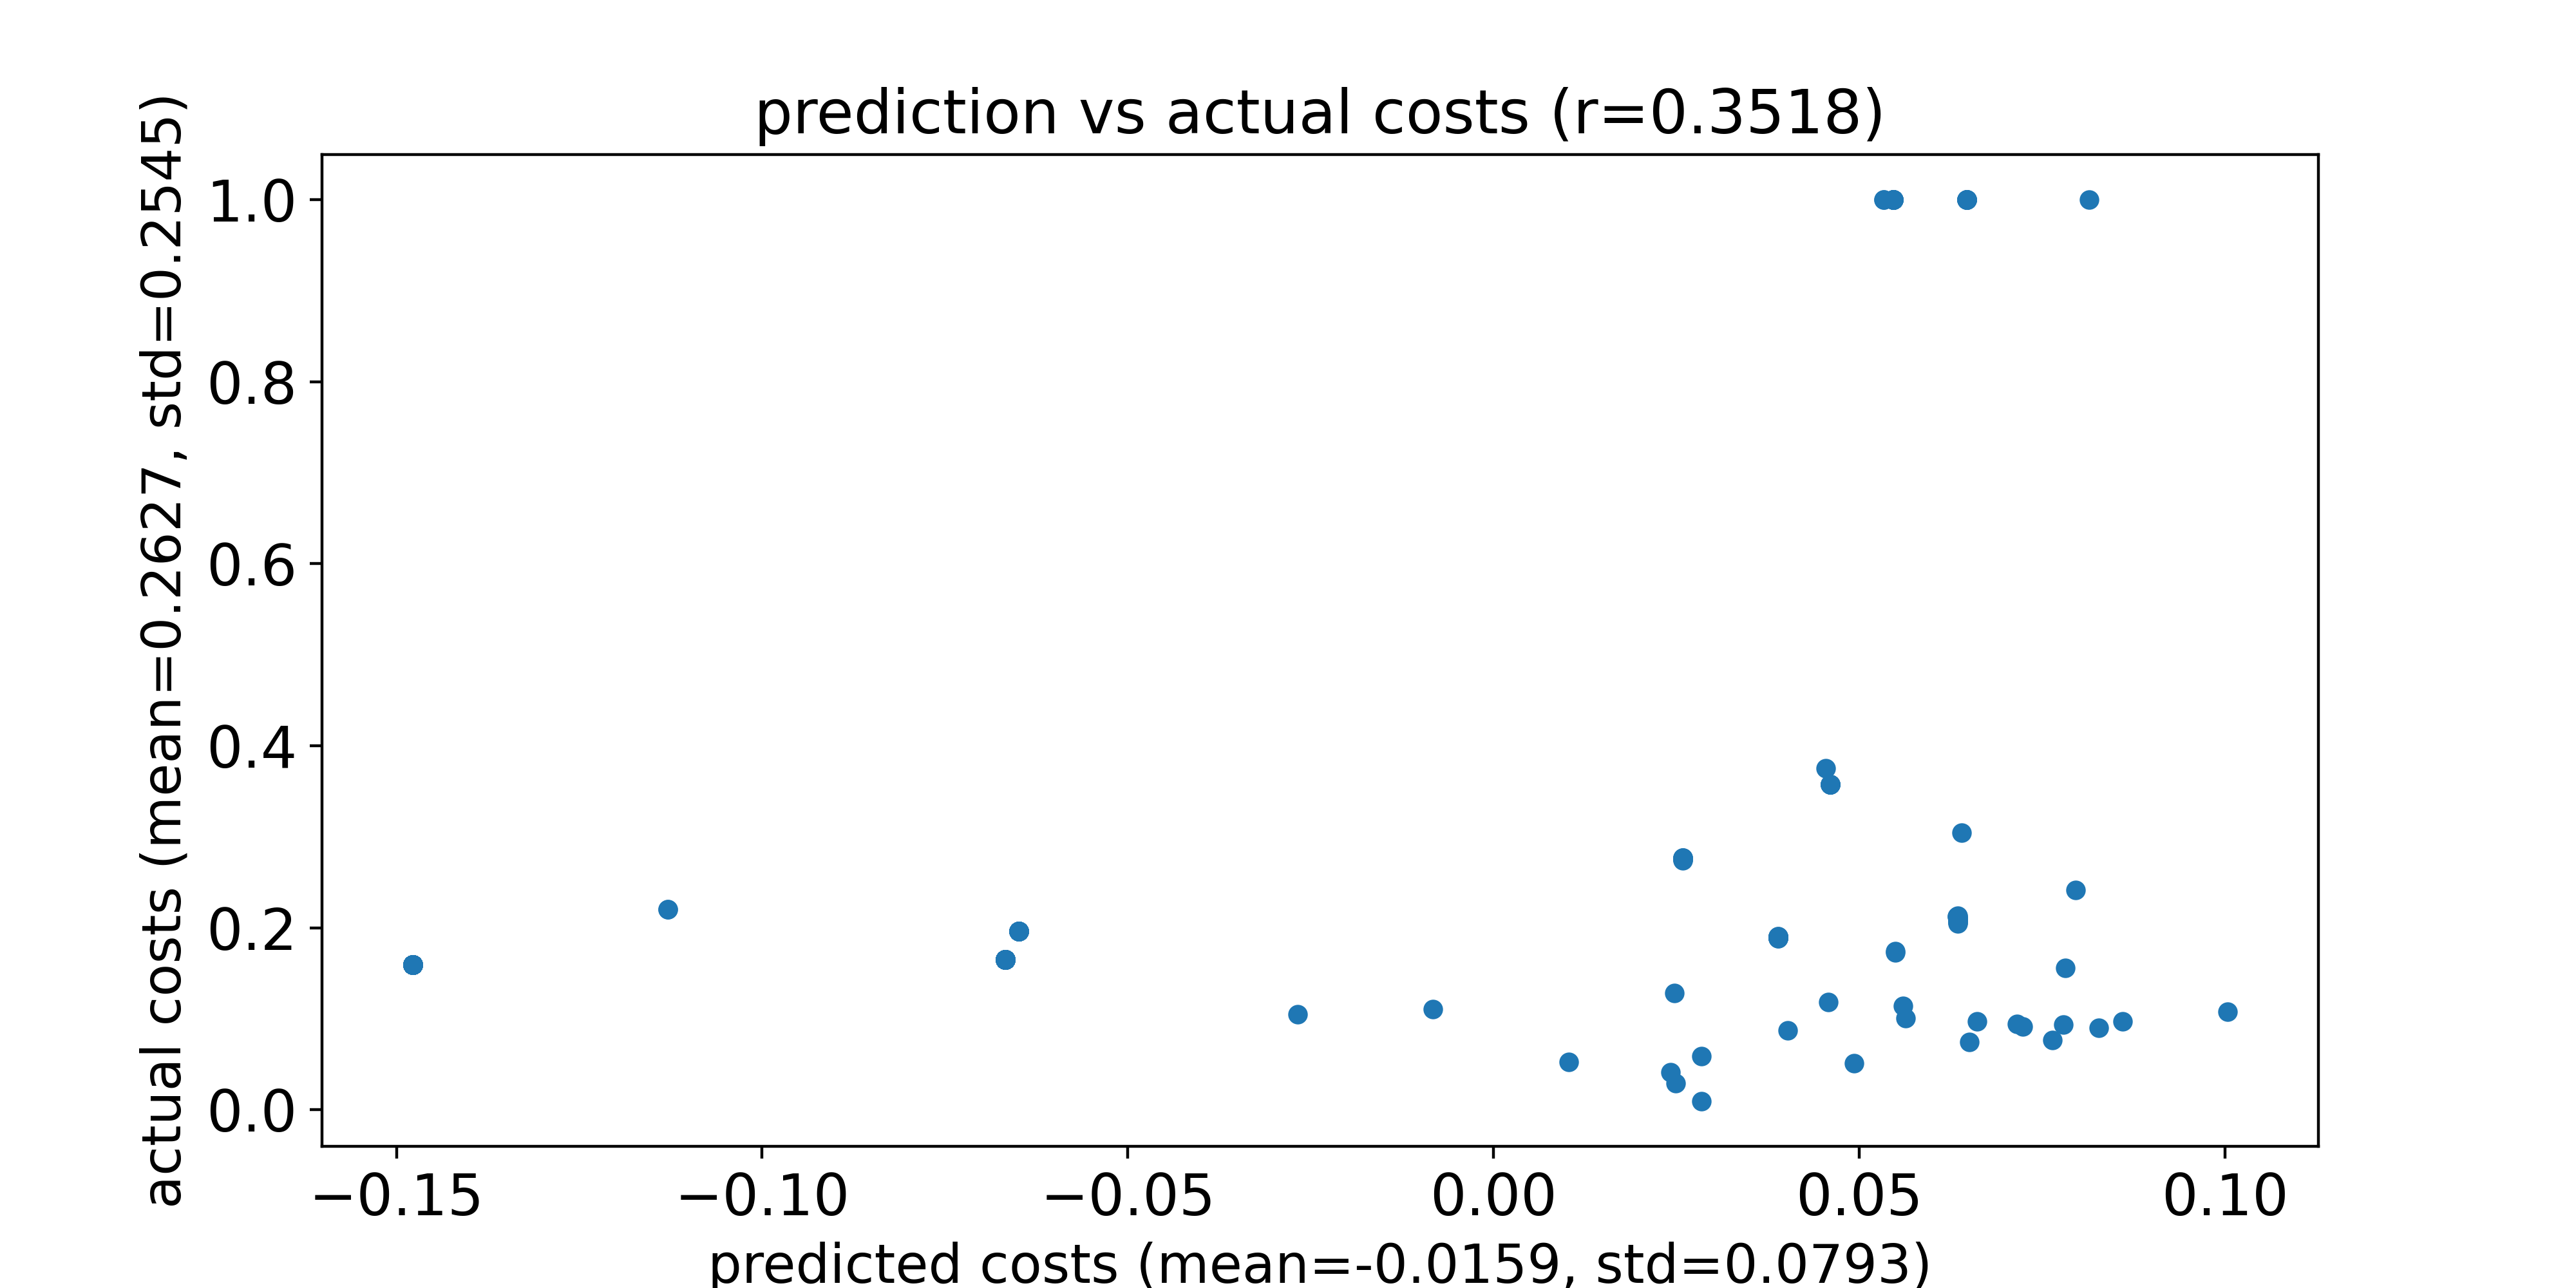 prediction vs actual costs (r=0.3518)
actual costs (mean=0.2627, std=0.2545)
1.0
0.8
0.6
0.4
0.2
0.0
−0.15 −0.10 −0.05 0.00 0.05 0.10
predicted costs (mean=-0.0159, std=0.0793)